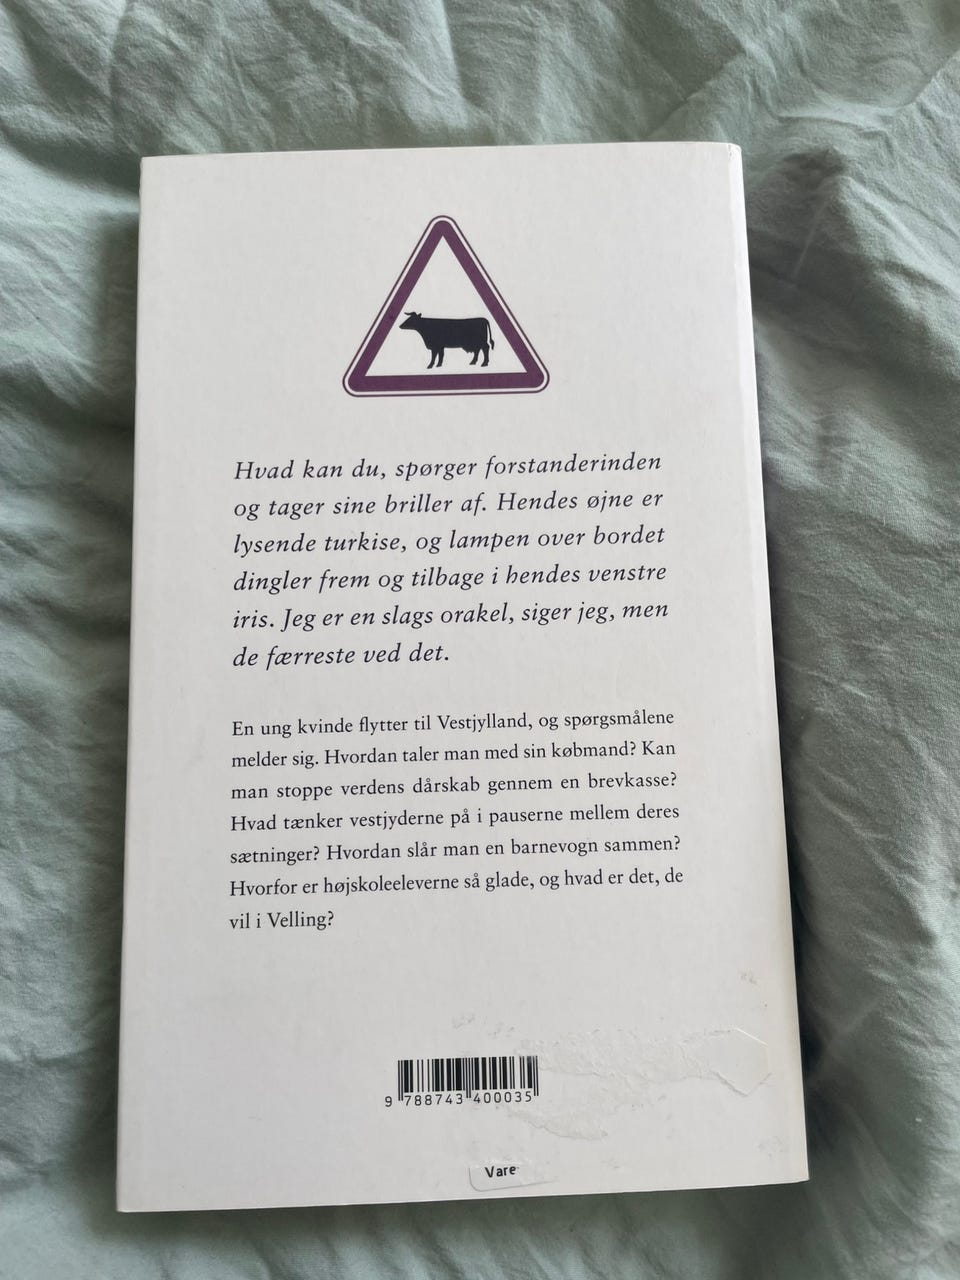 Hvad kan du, spørger forstanderinden
og tager sine briller af. Hendes øjne er
lysende turkise, og lampen over bordet
dingler frem og tilbage i hendes venstre
iris. Jeg er en slags orakel, siger jeg, men
de færreste ved det.
En ung kvinde flytter til Vestjylland, og spørgsmålene
melder sig. Hvordan taler man med sin købmand? Kan
man stoppe verdens dårskab gennem en brevkasse?
Hvad tænker vestjyderne på i pauserne mellem deres
sætninger? Hvordan slår man en barnevogn sammen?
Hvorfor er højskoleeleverne så glade, og hvad er det, de
vil i Velling?
9 788743 400035
Vare